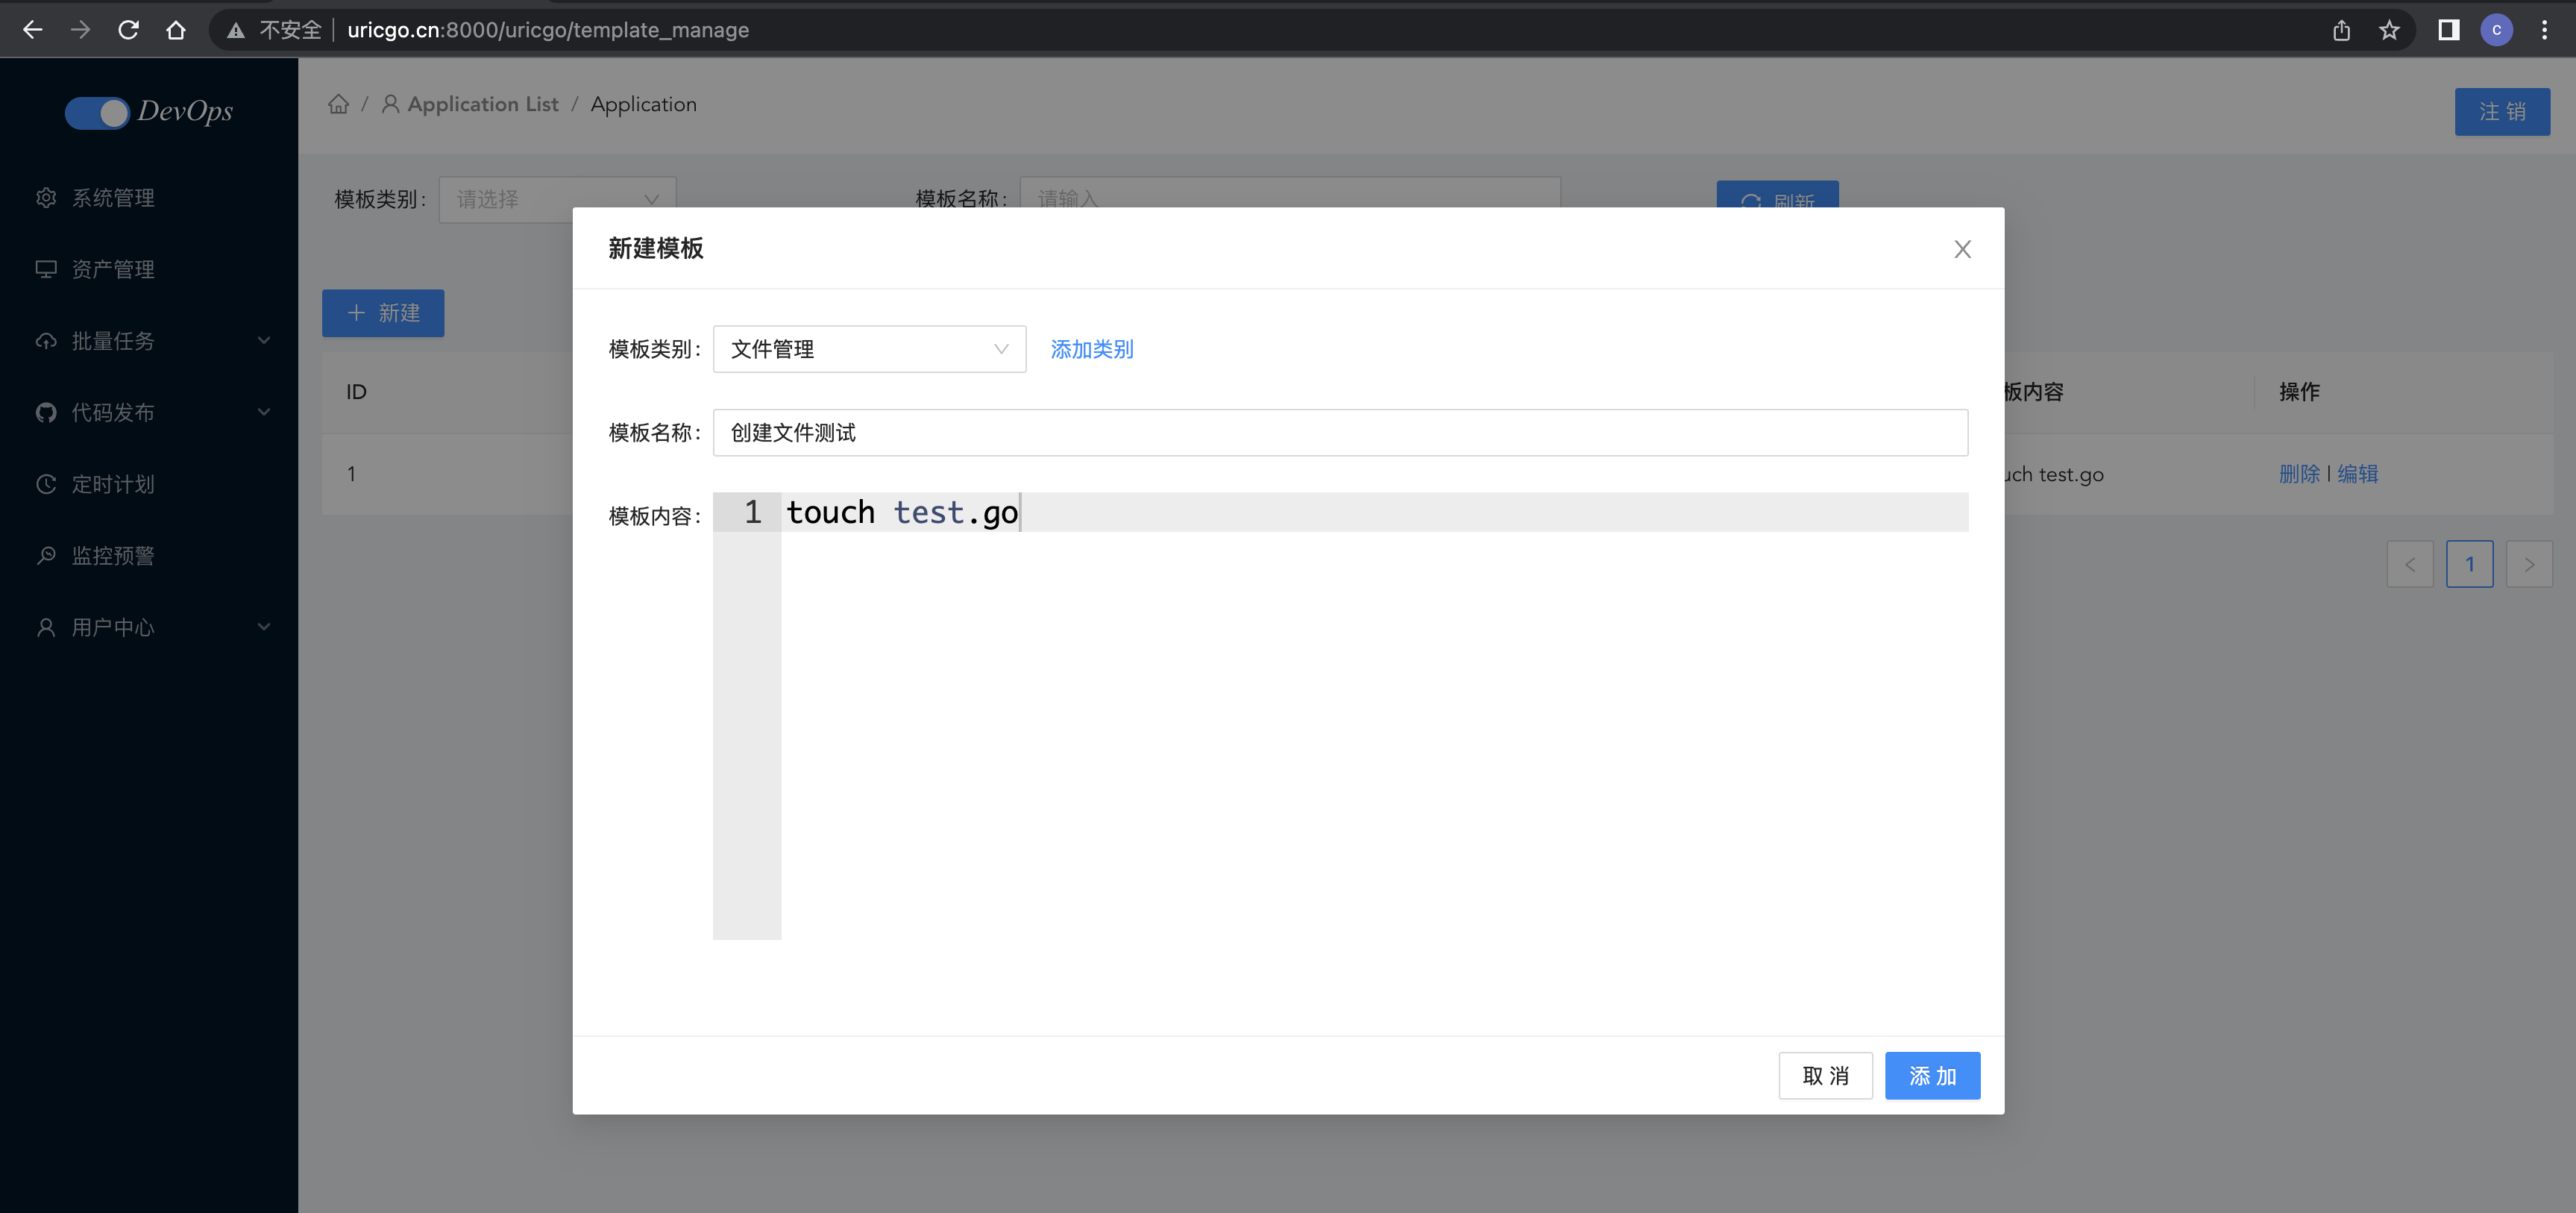 不安全 uricgo.cn:8000/uricgo/template_manage
c
DevOps
系统管理
资产管理
批量任务
代码发布
定时计划
监控预警
用户中心
/ Application List / Application
注 销
模板类别: 请选择 模板名称: 请输入 刷新
+ 新建
ID 板内容 操作
1 uch test.go 删除 | 编辑
< 1 >
新建模板
模板类别: 文件管理 添加类别
模板名称: 创建文件测试
模板内容: 1 touch test.go
取 消 添 加